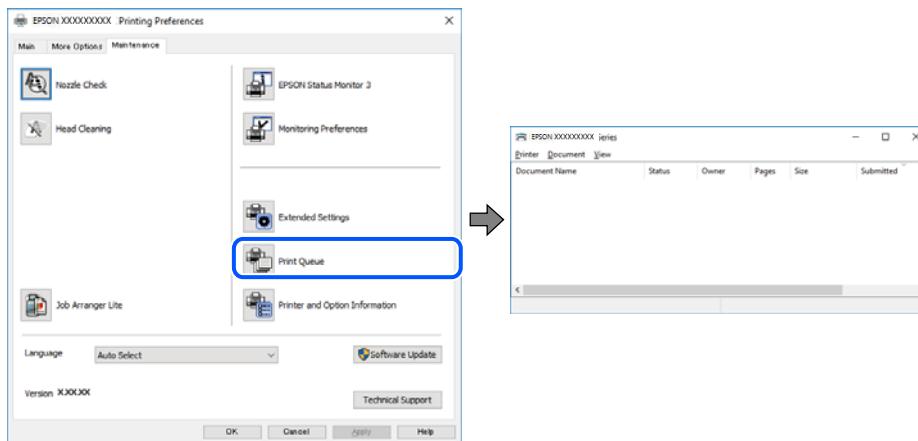 EPSON XXXXXXXXX Printing Preferences
Main More Options Maintenance
Nozzle Check
EPSON Status Monitor 3
Head Cleaning
Monitoring Preferences
Extended Settings
Print Queue
Job Arranger Lite
Printer and Option Information
Language Auto Select Software Update
Version X.XX.XX
Technical Support
OK Cancel Apply Help
EPSON XXXXXXXXX ieries
Printer Document View
Document Name Status Owner Pages Size Submitted